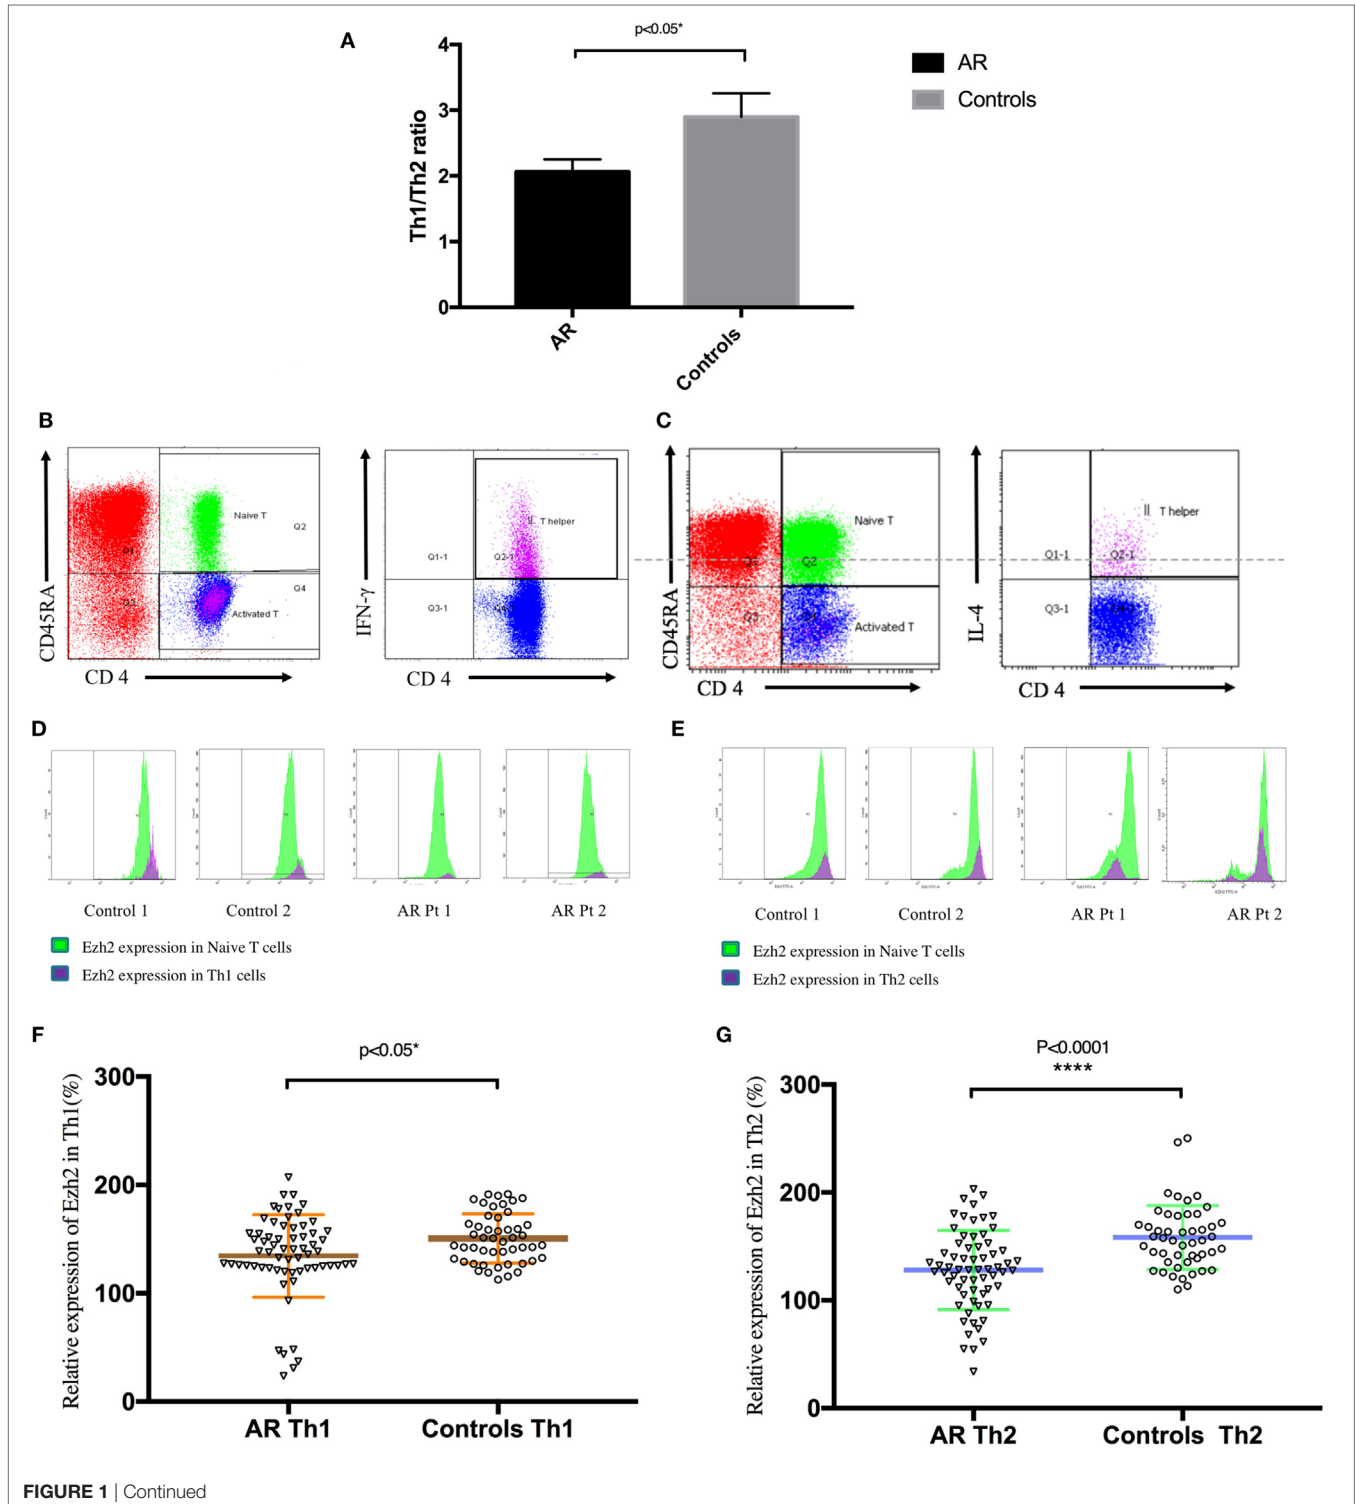 A
p<0.05*
4
3
2
1
0
Th1/Th2 ratio
AR
Controls
AR
Controls
B
CD45RA
Naive T
Q2
Q1
Q3
Q4
Activated T
CD 4
IFN-γ
T helper
Q1-1
Q2-1
Q3-1
CD 4
C
CD45RA
Naive T
Q1
Q2
Q3
Q4
Activated T
CD 4
IL-4
T helper
Q1-1
Q2-1
Q3-1
CD 4
D
Control 1
Control 2
AR Pt 1
AR Pt 2
Ezh2 expression in Naive T cells
Ezh2 expression in Th1 cells
E
Control 1
Control 2
AR Pt 1
AR Pt 2
Ezh2 expression in Naive T cells
Ezh2 expression in Th2 cells
F
p<0.05*
Relative expression of Ezh2 in Th1(%)
300
200
100
0
AR Th1
Controls Th1
G
P<0.0001
****
Relative expression of Ezh2 in Th2 (%)
300
200
100
0
AR Th2
Controls Th2
FIGURE 1 | Continued